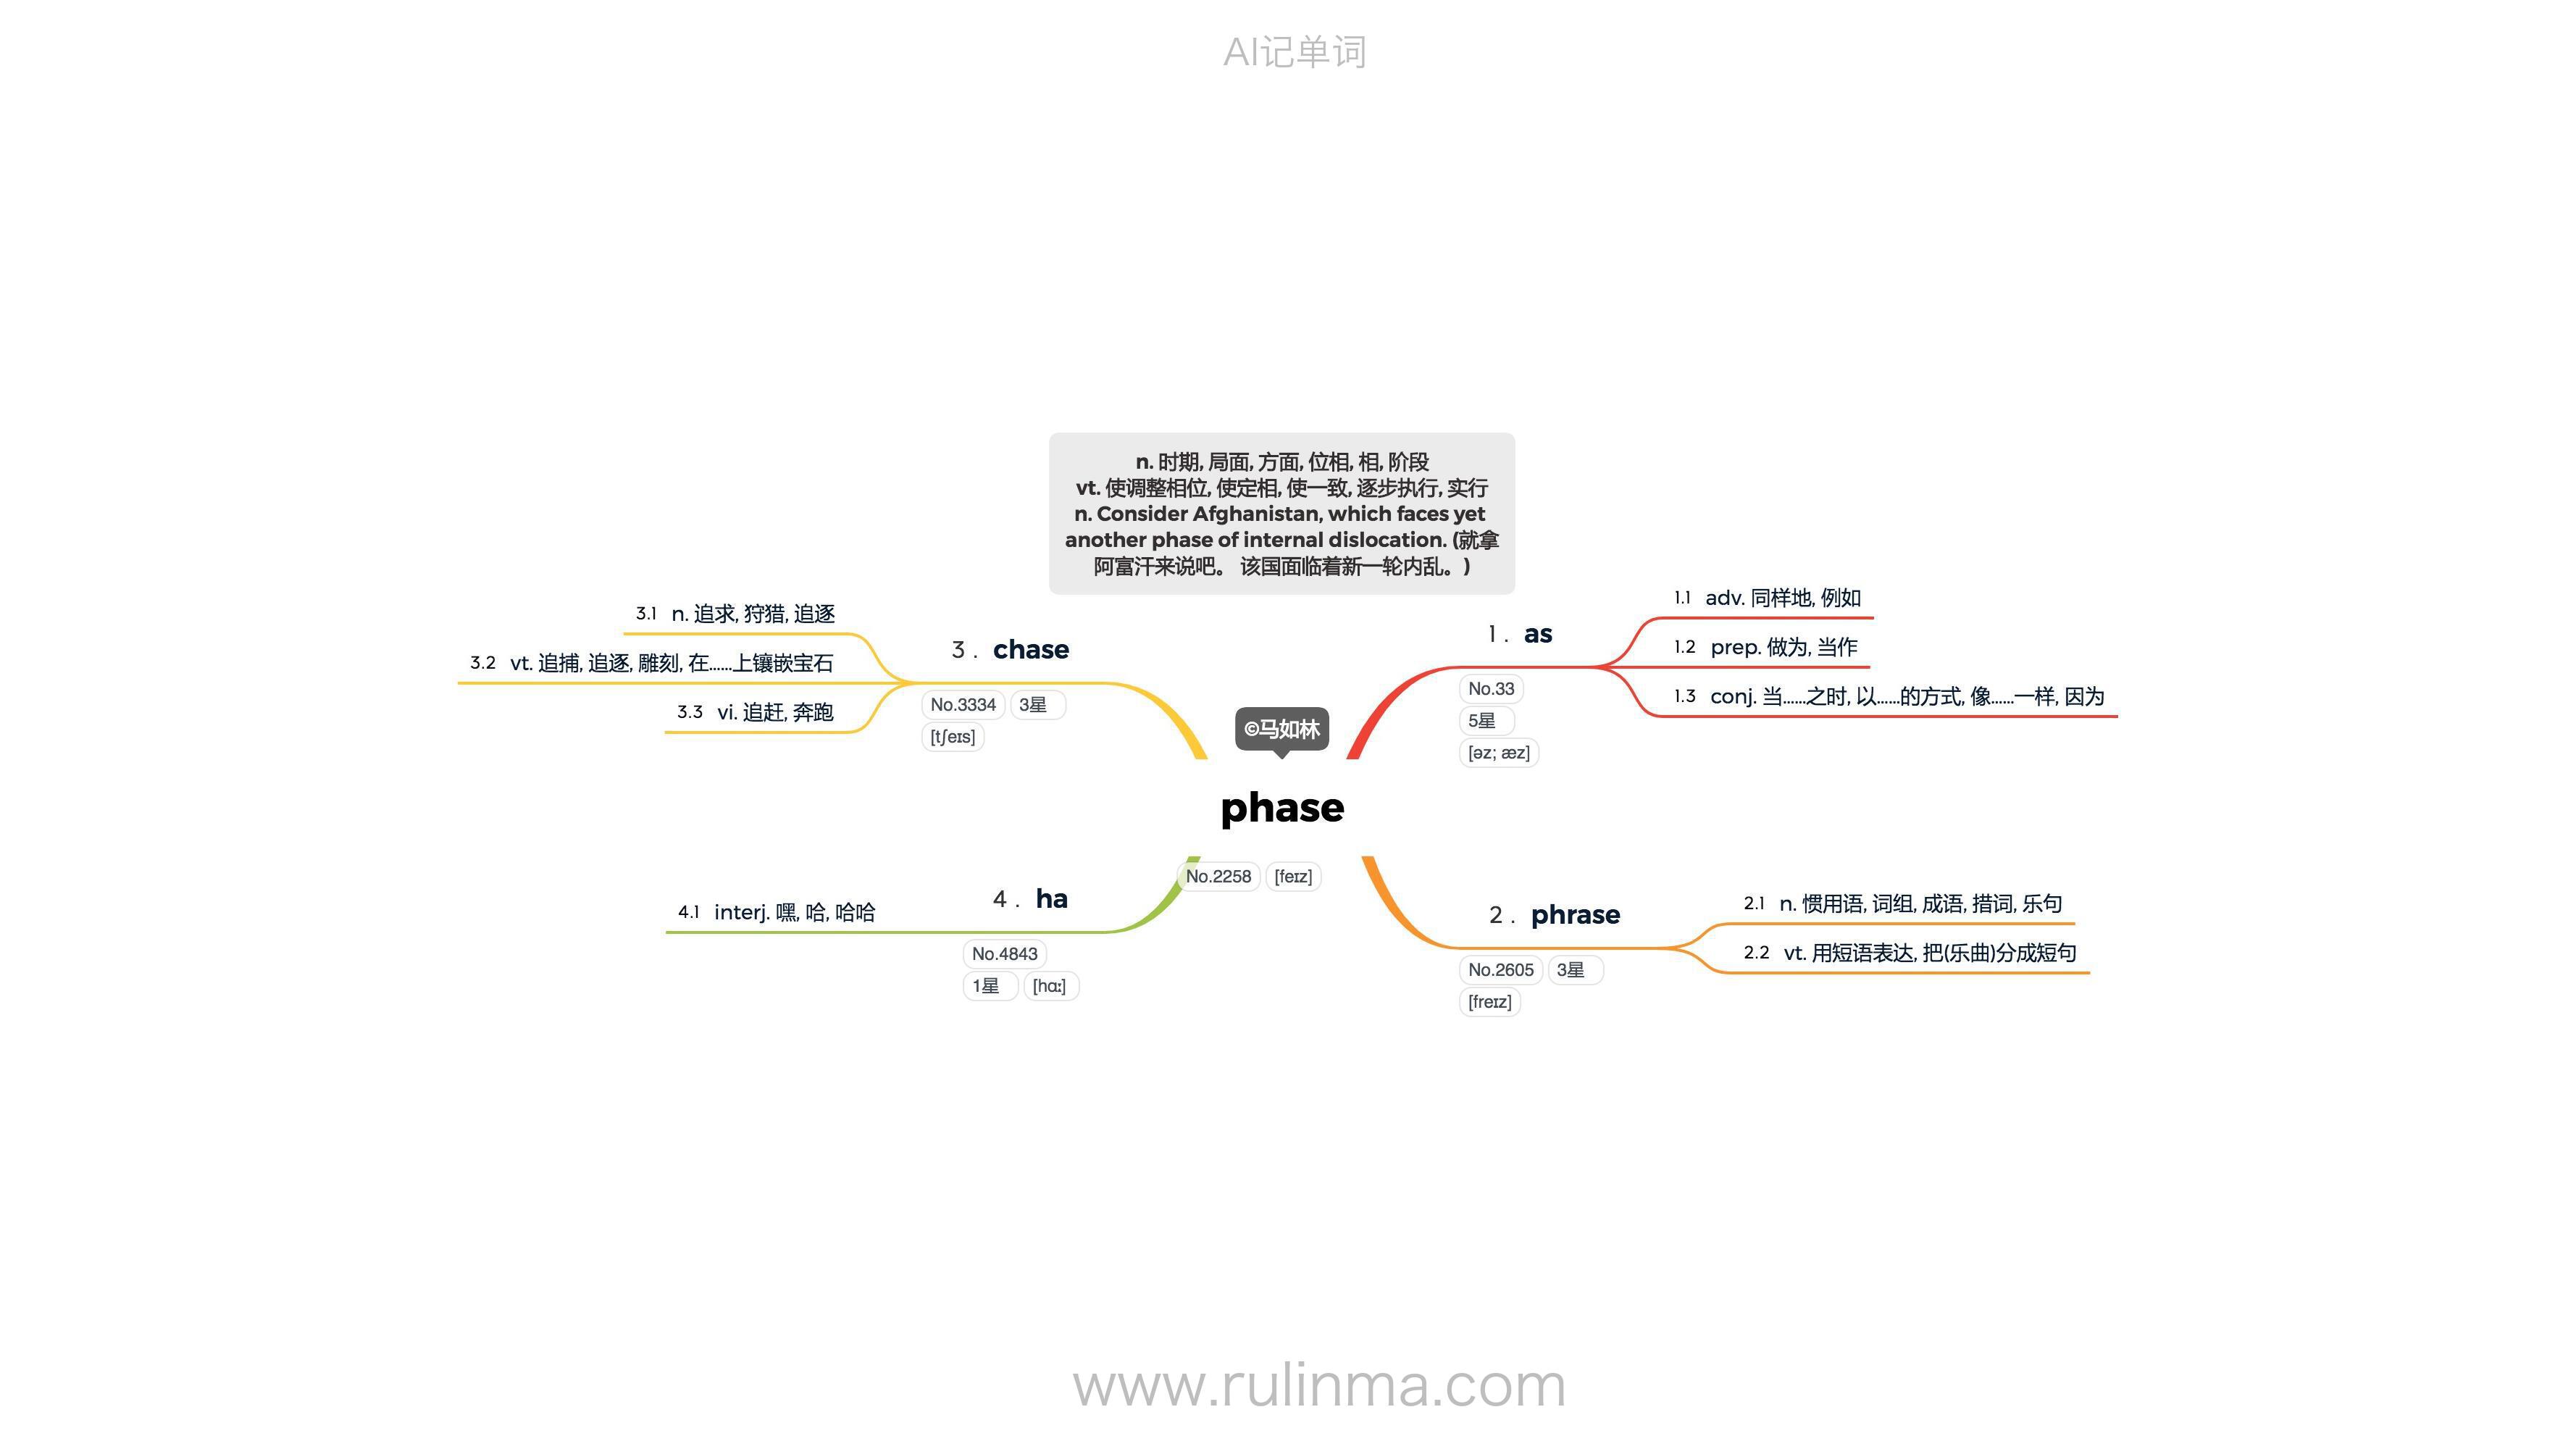 AI记单词
n. 时期, 局面, 方面, 位相, 相, 阶段
vt. 使调整相位, 使定相, 使一致, 逐步执行, 实行
n. Consider Afghanistan, which faces yet
another phase of internal dislocation. (就拿
阿富汗来说吧。 该国面临着新一轮内乱。)
©马如林
phase
No.2258 [feɪz]
1 . as
No.33
5星
[əz; æz]
1.1 adv. 同样地, 例如
1.2 prep. 做为, 当作
1.3 conj. 当……之时, 以……的方式, 像……一样, 因为
2 . phrase
No.2605 3星
[freɪz]
2.1 n. 惯用语, 词组, 成语, 措词, 乐句
2.2 vt. 用短语表达, 把(乐曲)分成短句
3 . chase
No.3334 3星
[tʃeɪs]
3.1 n. 追求, 狩猎, 追逐
3.2 vt. 追捕, 追逐, 雕刻, 在……上镶嵌宝石
3.3 vi. 追赶, 奔跑
4 . ha
No.4843
1星 [hɑː]
4.1 interj. 嘿, 哈, 哈哈
www.rulinma.com